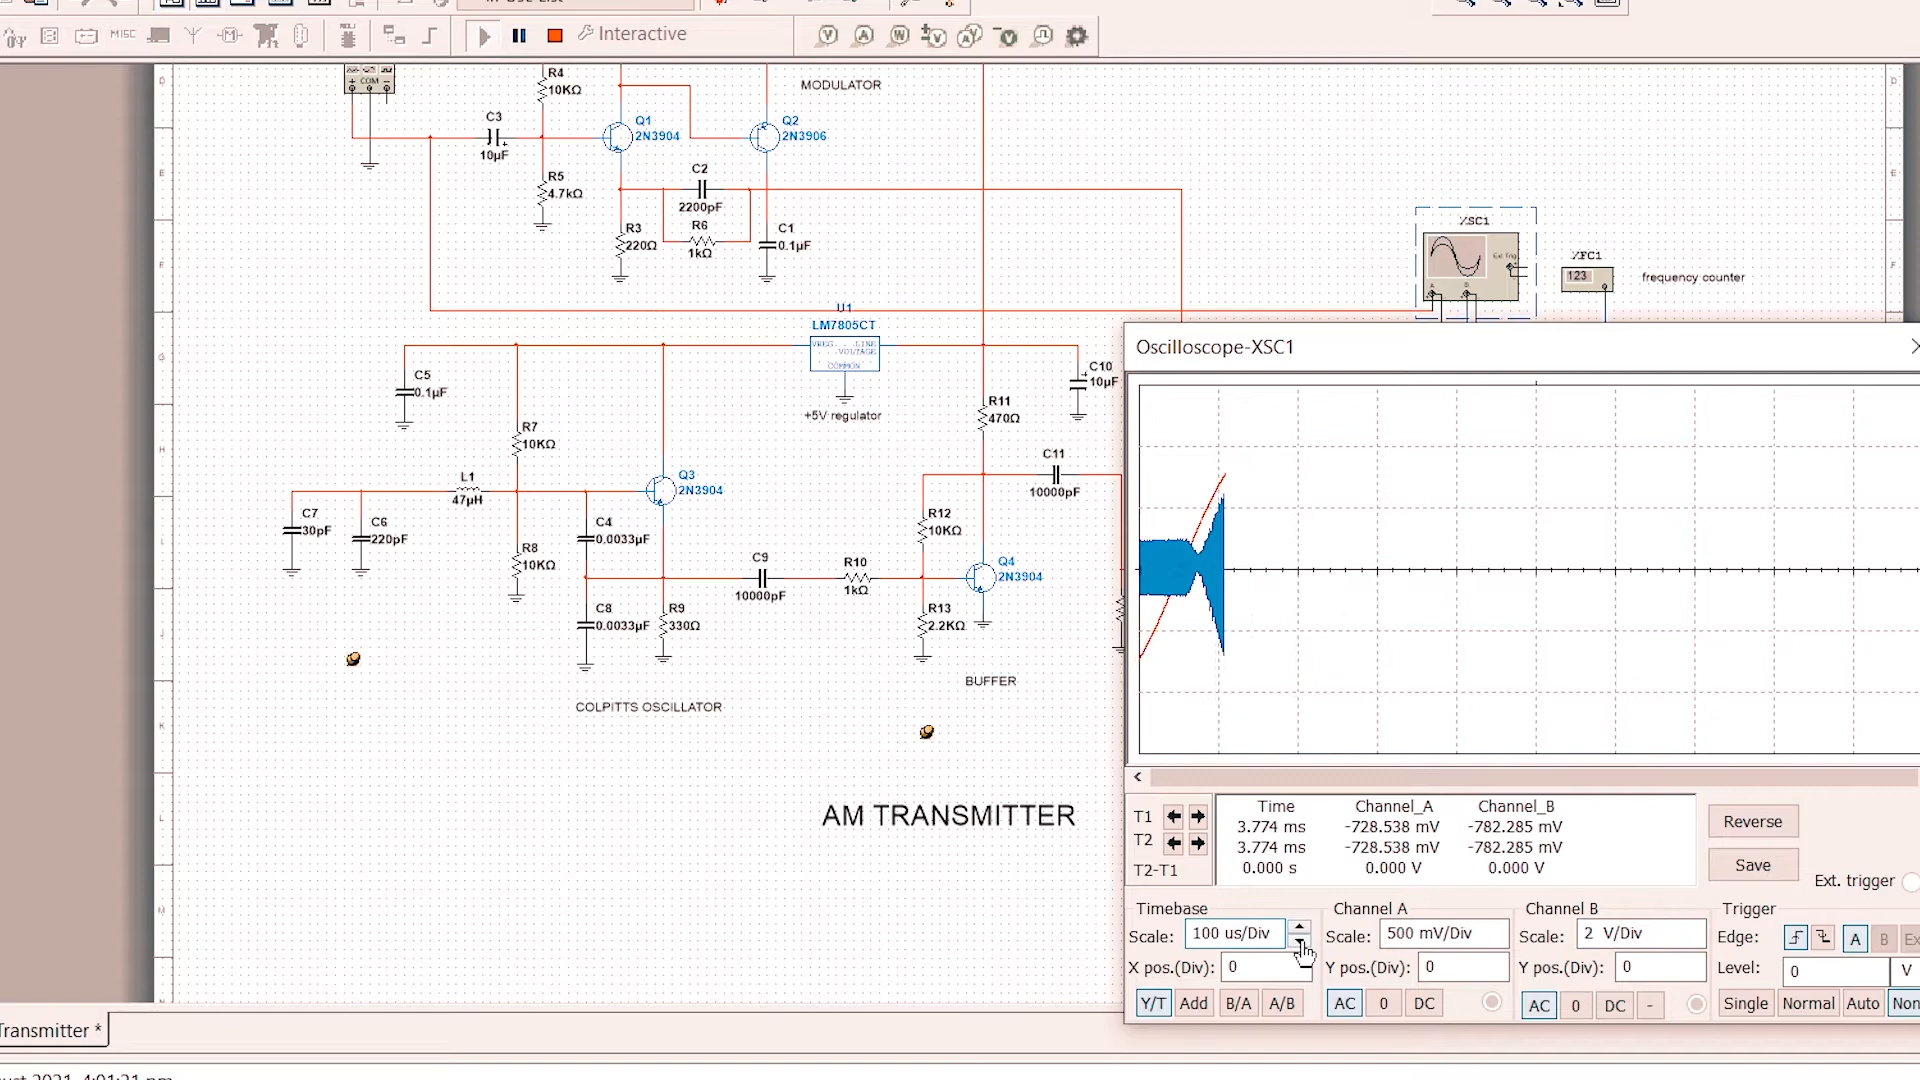 Interactive
MISC
COM
R4
10KΩ
MODULATOR
C3
10µF
Q1
2N3904
Q2
2N3906
R5
4.7kΩ
C2
2200pF
R6
1kΩ
R3
220Ω
C1
0.1µF
XSC1
Ext Trig
A
B
XFC1
123
frequency counter
U1
LM7805CT
VREG
LINE
VOLTAGE
COMMON
+5V regulator
C5
0.1µF
C10
10µF
R11
470Ω
R7
10KΩ
L1
47µH
Q3
2N3904
C11
10000pF
C7
30pF
C6
220pF
C4
0.0033µF
R8
10KΩ
R12
10KΩ
C9
10000pF
R10
1kΩ
Q4
2N3904
C8
0.0033µF
R9
330Ω
R13
2.2KΩ
BUFFER
COLPITTS OSCILLATOR
AM TRANSMITTER
Oscilloscope-XSC1
Time Channel_A Channel_B
T1 3.774 ms -728.538 mV -782.285 mV
T2 3.774 ms -728.538 mV -782.285 mV
T2-T1 0.000 s 0.000 V 0.000 V
Reverse
Save
Ext. trigger
Timebase
Scale: 100 us/Div
X pos.(Div): 0
Y/T Add B/A A/B
Channel A
Scale: 500 mV/Div
Y pos.(Div): 0
AC 0 DC
Channel B
Scale: 2 V/Div
Y pos.(Div): 0
AC 0 DC -
Trigger
Edge: A B Ex
Level: 0 V
Single Normal Auto Non
Transmitter *